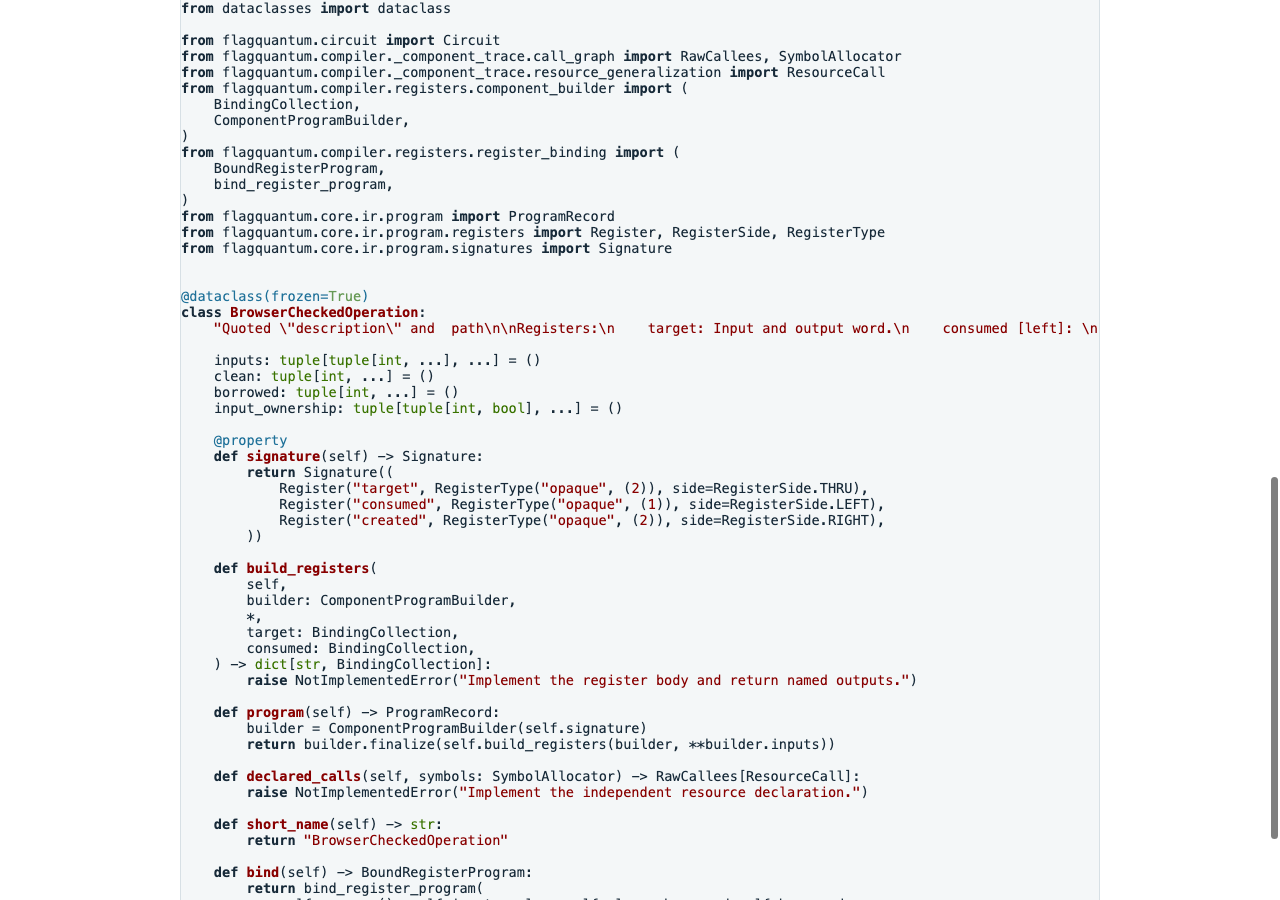 from dataclasses import dataclass
from flagquantum.circuit import Circuit
from flagquantum.compiler._component_trace.call_graph import RawCallees, SymbolAllocator
from flagquantum.compiler._component_trace.resource_generalization import ResourceCall
from flagquantum.compiler.registers.component_builder import (
    BindingCollection,
    ComponentProgramBuilder,
)
from flagquantum.compiler.registers.register_binding import (
    BoundRegisterProgram,
    bind_register_program,
)
from flagquantum.core.ir.program import ProgramRecord
from flagquantum.core.ir.program.registers import Register, RegisterSide, RegisterType
from flagquantum.core.ir.program.signatures import Signature
@dataclass(frozen=True)
class BrowserCheckedOperation:
    "Quoted \"description\" and  path\n\nRegisters:\n    target: Input and output word.\n    consumed [left]: \n
    inputs: tuple[tuple[int, ...], ...] = ()
    clean: tuple[int, ...] = ()
    borrowed: tuple[int, ...] = ()
    input_ownership: tuple[tuple[int, bool], ...] = ()
    @property
    def signature(self) -> Signature:
        return Signature((
            Register("target", RegisterType("opaque", (2)), side=RegisterSide.THRU),
            Register("consumed", RegisterType("opaque", (1)), side=RegisterSide.LEFT),
            Register("created", RegisterType("opaque", (2)), side=RegisterSide.RIGHT),
        ))
    def build_registers(
        self,
        builder: ComponentProgramBuilder,
        *,
        target: BindingCollection,
        consumed: BindingCollection,
    ) -> dict[str, BindingCollection]:
        raise NotImplementedError("Implement the register body and return named outputs.")
    def program(self) -> ProgramRecord:
        builder = ComponentProgramBuilder(self.signature)
        return builder.finalize(self.build_registers(builder, **builder.inputs))
    def declared_calls(self, symbols: SymbolAllocator) -> RawCallees[ResourceCall]:
        raise NotImplementedError("Implement the independent resource declaration.")
    def short_name(self) -> str:
        return "BrowserCheckedOperation"
    def bind(self) -> BoundRegisterProgram:
        return bind_register_program(